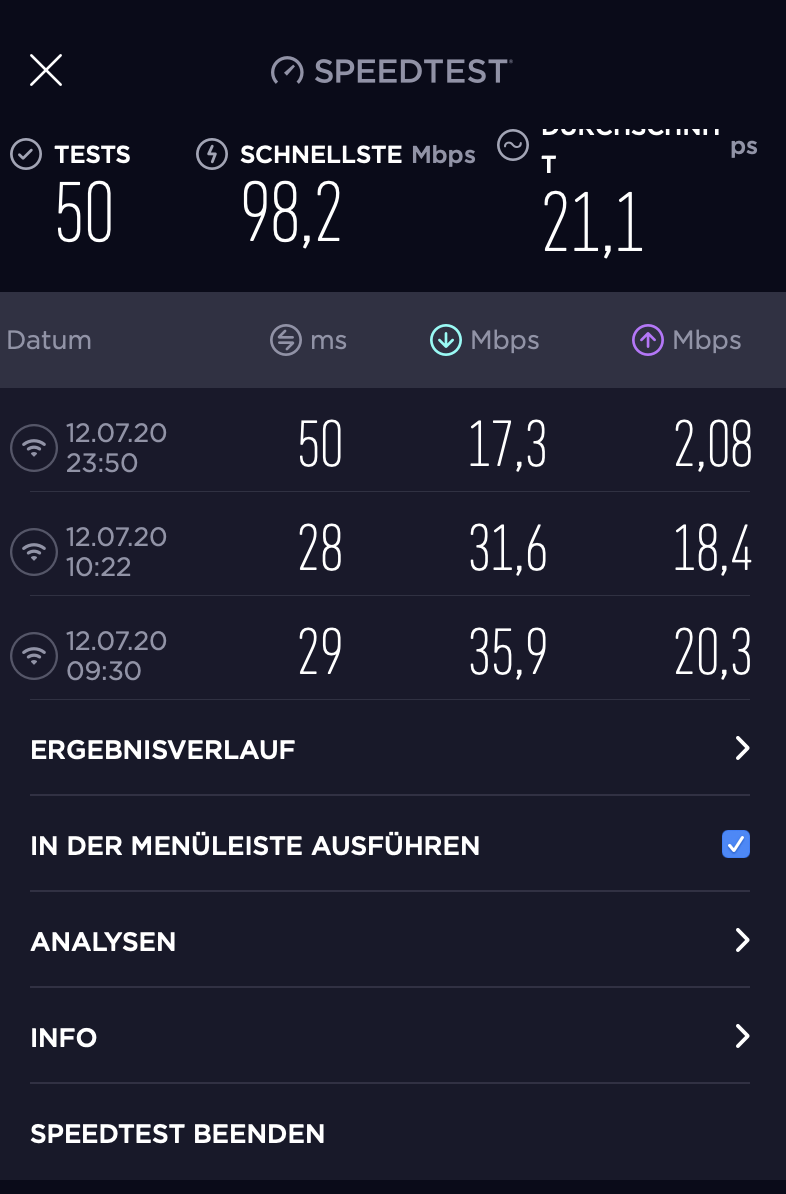 SPEEDTEST
TESTS
50
SCHNELLSTE Mbps
98,2
DURCHSCHNIT
T
ps
21,1
Datum ms Mbps Mbps
12.07.20
23:50
50 17,3 2,08
12.07.20
10:22
28 31,6 18,4
12.07.20
09:30
29 35,9 20,3
ERGEBNISVERLAUF
IN DER MENÜLEISTE AUSFÜHREN
ANALYSEN
INFO
SPEEDTEST BEENDEN